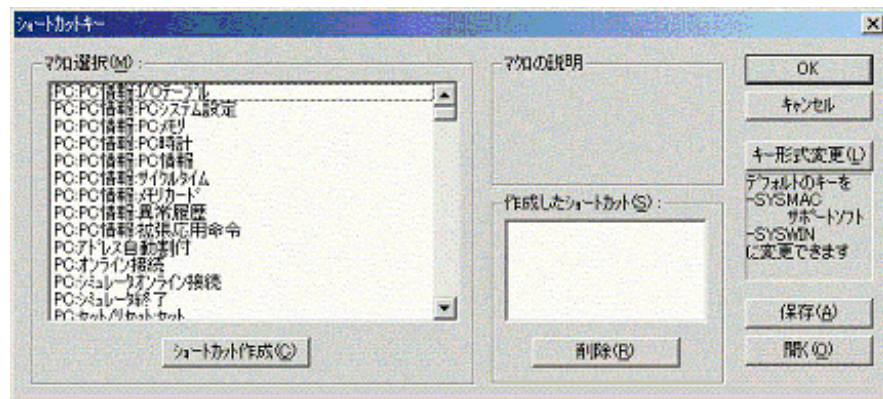 ショートカットキー
マクロ選択(M):
PC:PC情報:I/Oテーブル
PC:PC情報:PCシステム設定
PC:PC情報:PCメモリ
PC:PC情報:PC時計
PC:PC情報:PC情報
PC:PC情報:サイクルタイム
PC:PC情報:メモリカード
PC:PC情報:異常履歴
PC:PC情報:拡張応用命令
PC:アドレス自動割付
PC:オンライン接続
PC:シミュレータオンライン接続
PC:シミュレータ終了
PC:セット/リセット:セット
ショートカット作成(C)
マクロの説明
作成したショートカット(S):
削除(R)
OK
キャンセル
キー形式変更(L)
デフォルトのキーを
-SYSMAC
サポートソフト
-SYSWIN
に変更できます
保存(A)
開く(O)